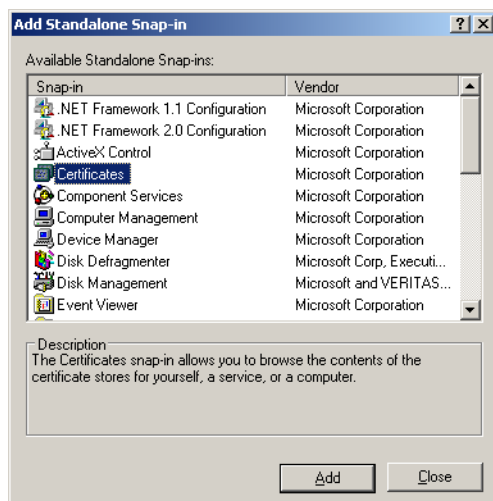 Add Standalone Snap-in
Available Standalone Snap-ins:
Snap-in Vendor
.NET Framework 1.1 Configuration Microsoft Corporation
.NET Framework 2.0 Configuration Microsoft Corporation
ActiveX Control
Certificates Microsoft Corporation
Component Services Microsoft Corporation
Computer Management Microsoft Corporation
Device Manager Microsoft Corporation
Disk Defragmenter Microsoft Corp, Executi...
Disk Management Microsoft and VERITAS...
Event Viewer Microsoft Corporation
Description
The Certificates snap-in allows you to browse the contents of the
certificate stores for yourself, a service, or a computer.
Add Close